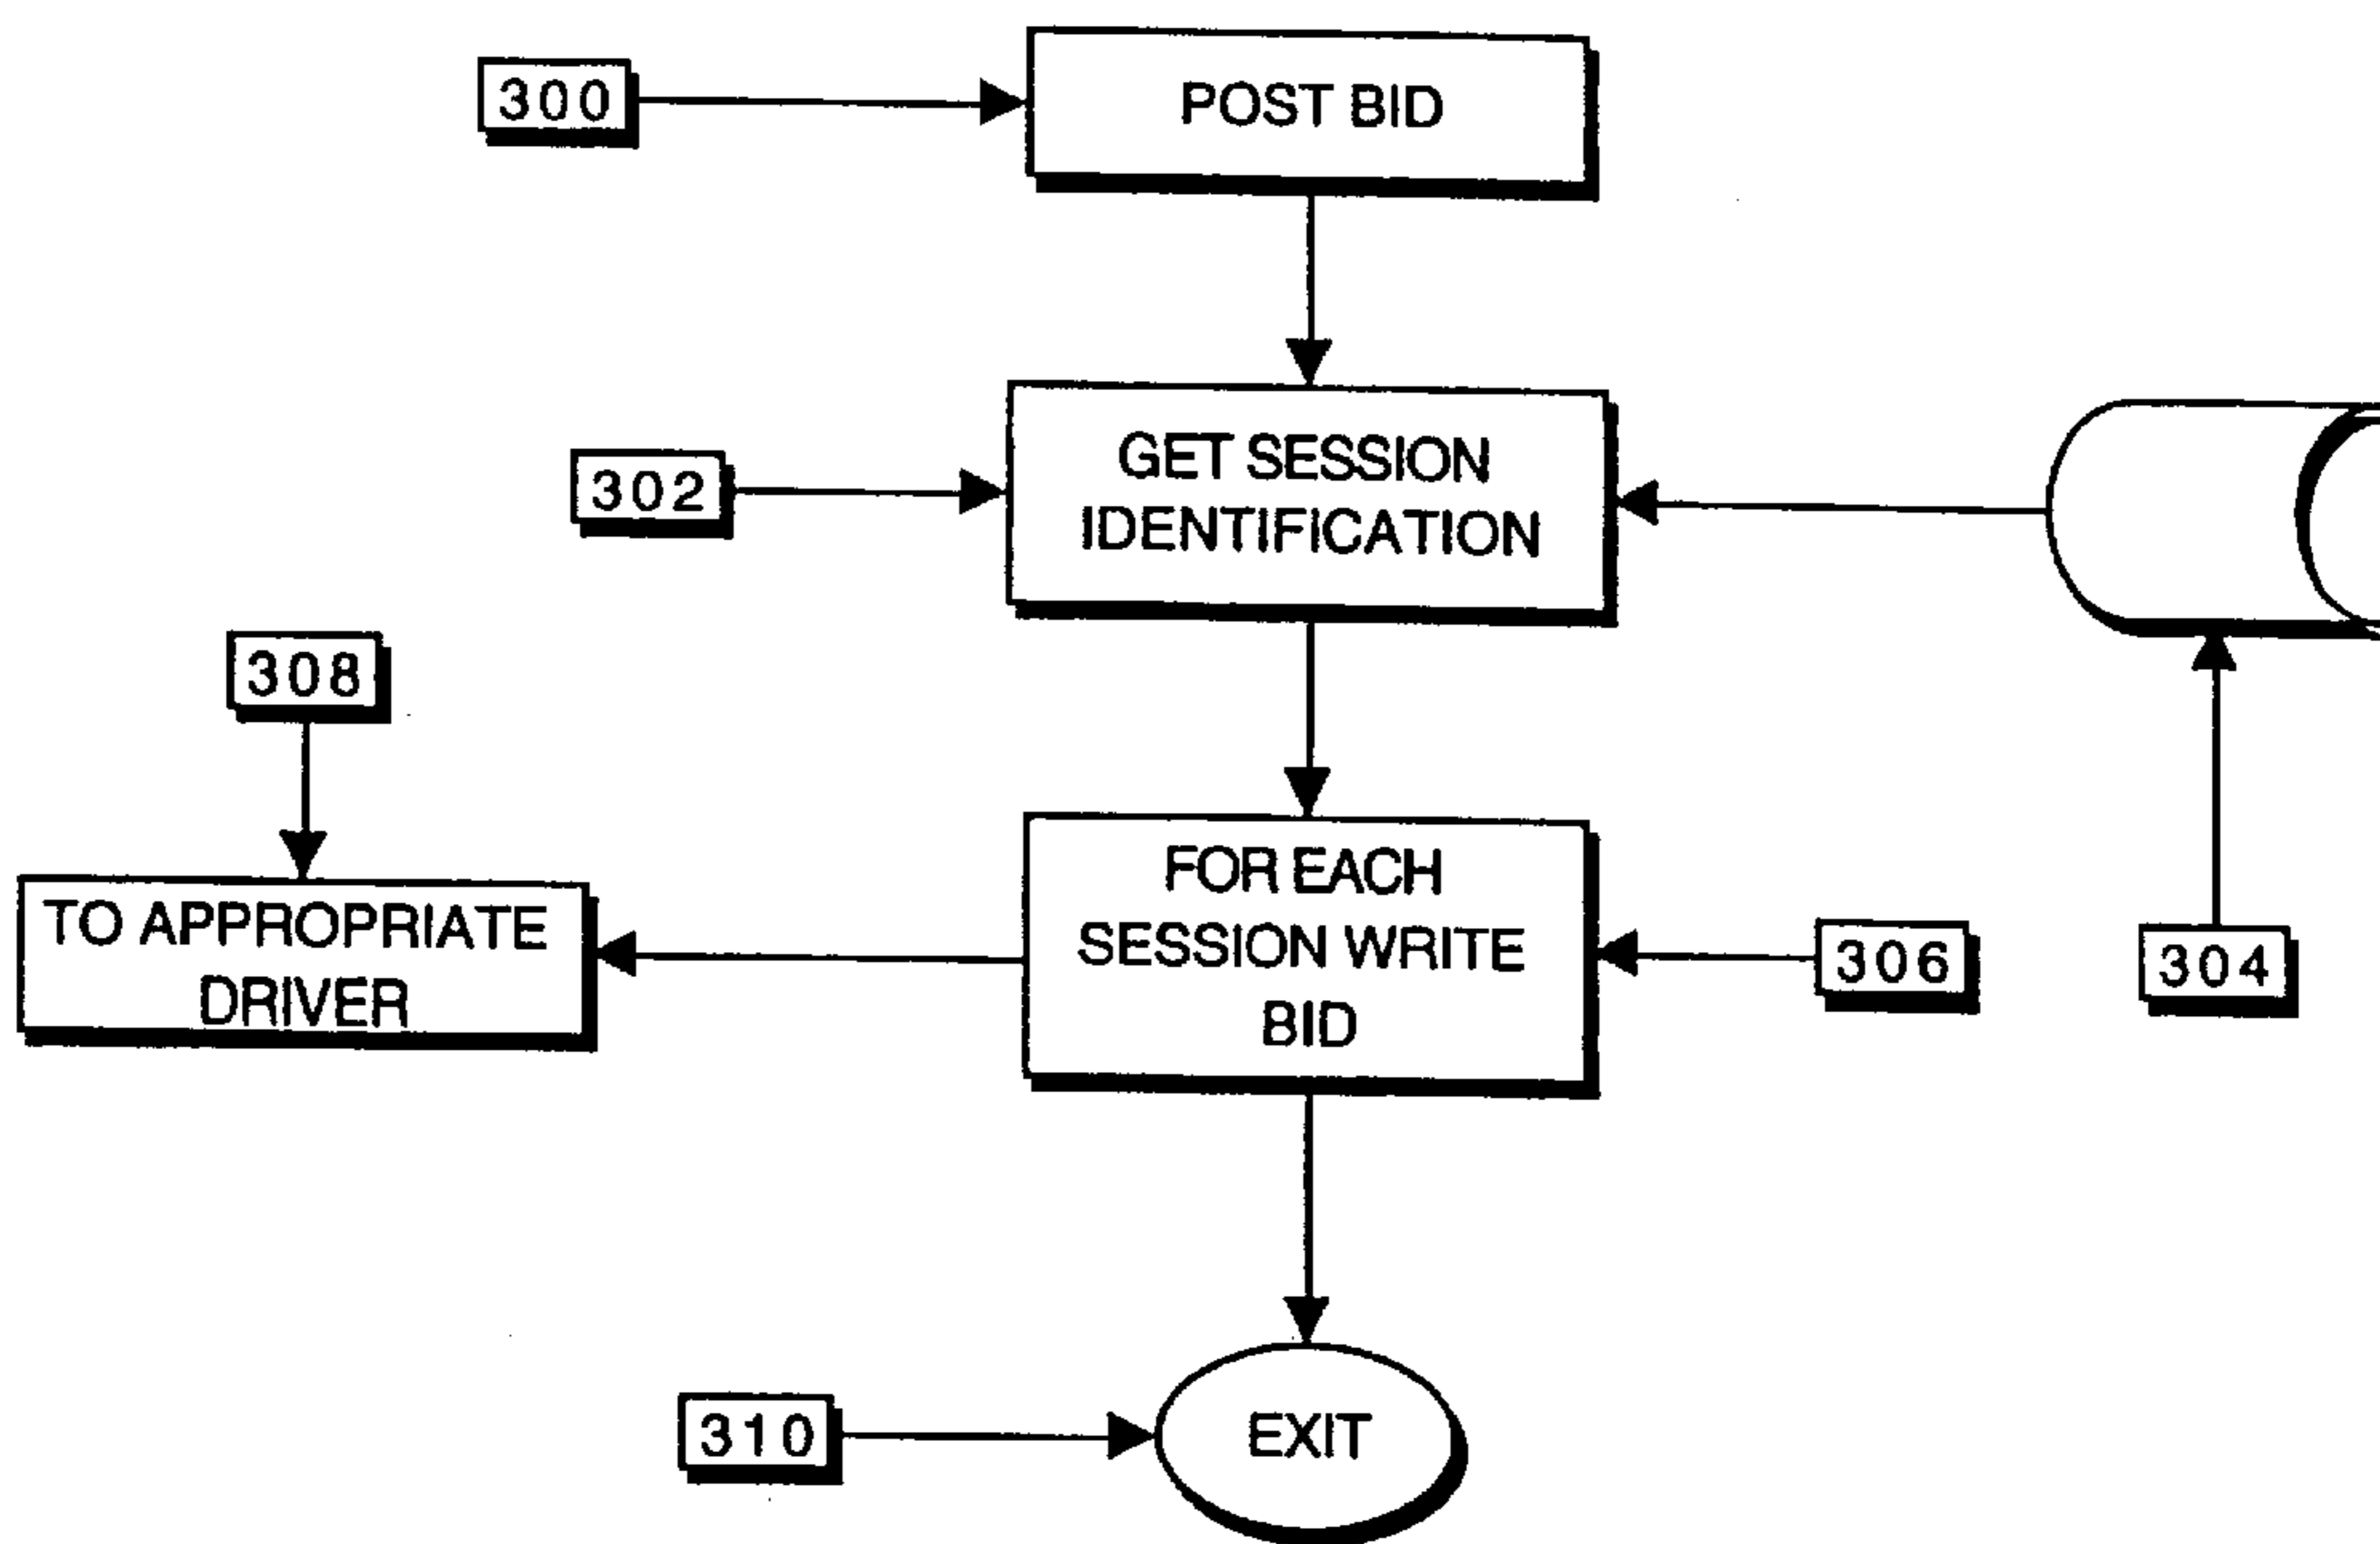 300
POST BID
302
GET SESSION
IDENTIFICATION
308
TO APPROPRIATE
DRIVER
FOR EACH
SESSION WRITE
BID
306
304
310
EXIT